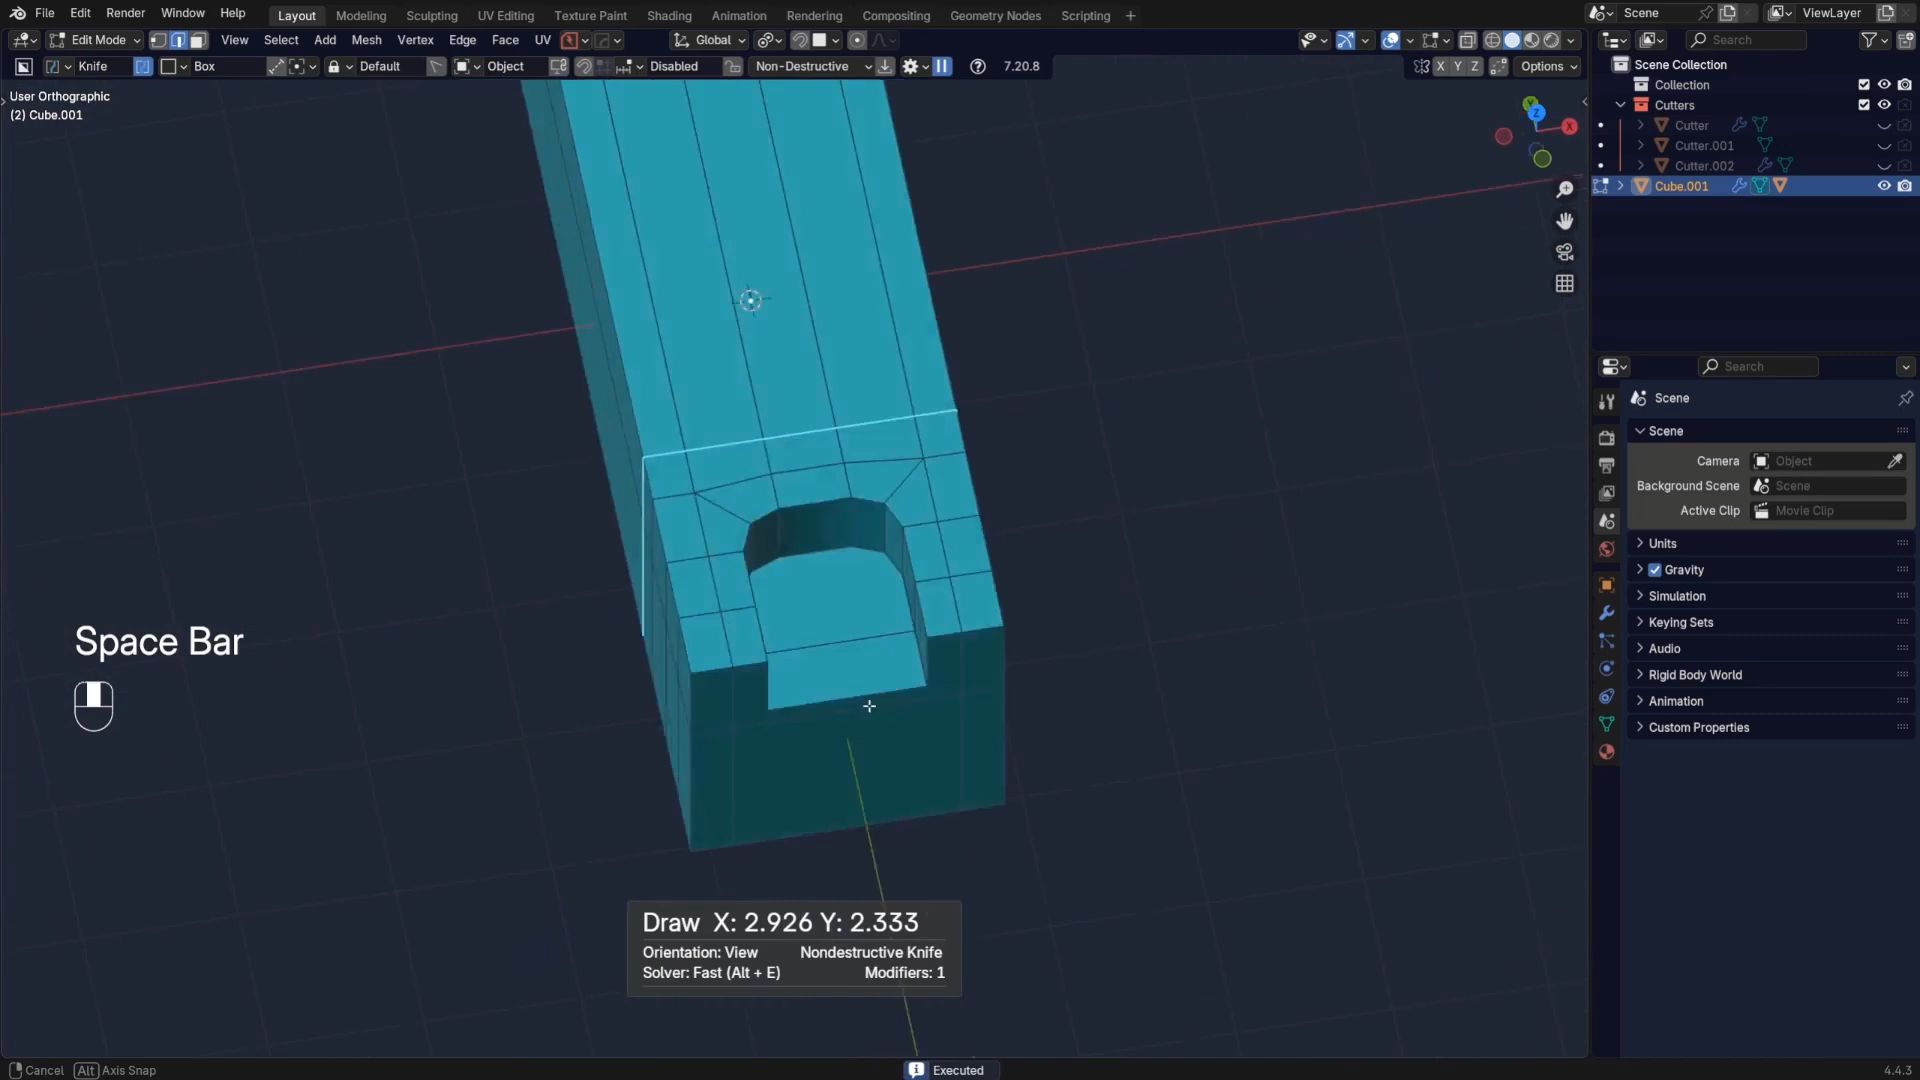 File Edit Render Window Help Layout Modeling Sculpting UV Editing Texture Paint Shading Animation Rendering Compositing Geometry Nodes Scripting + Scene ViewLayer
Edit Mode View Select Add Mesh Vertex Edge Face UV Global Search
Knife Box Default Object Disabled Non-Destructive 7.20.8 X Y Z Options
Scene Collection
Collection
Cutters
Cutter
Cutter.001
Cutter.002
Cube.001
User Orthographic
(2) Cube.001
Y
Z
X
Search
Scene
Scene
Camera Object
Background Scene Scene
Active Clip Movie Clip
Units
Gravity
Simulation
Keying Sets
Audio
Rigid Body World
Animation
Custom Properties
Space Bar
Draw X: 2.926 Y: 2.333
Orientation: View Nondestructive Knife
Solver: Fast (Alt + E) Modifiers: 1
Cancel Alt Axis Snap Executed 4.4.3